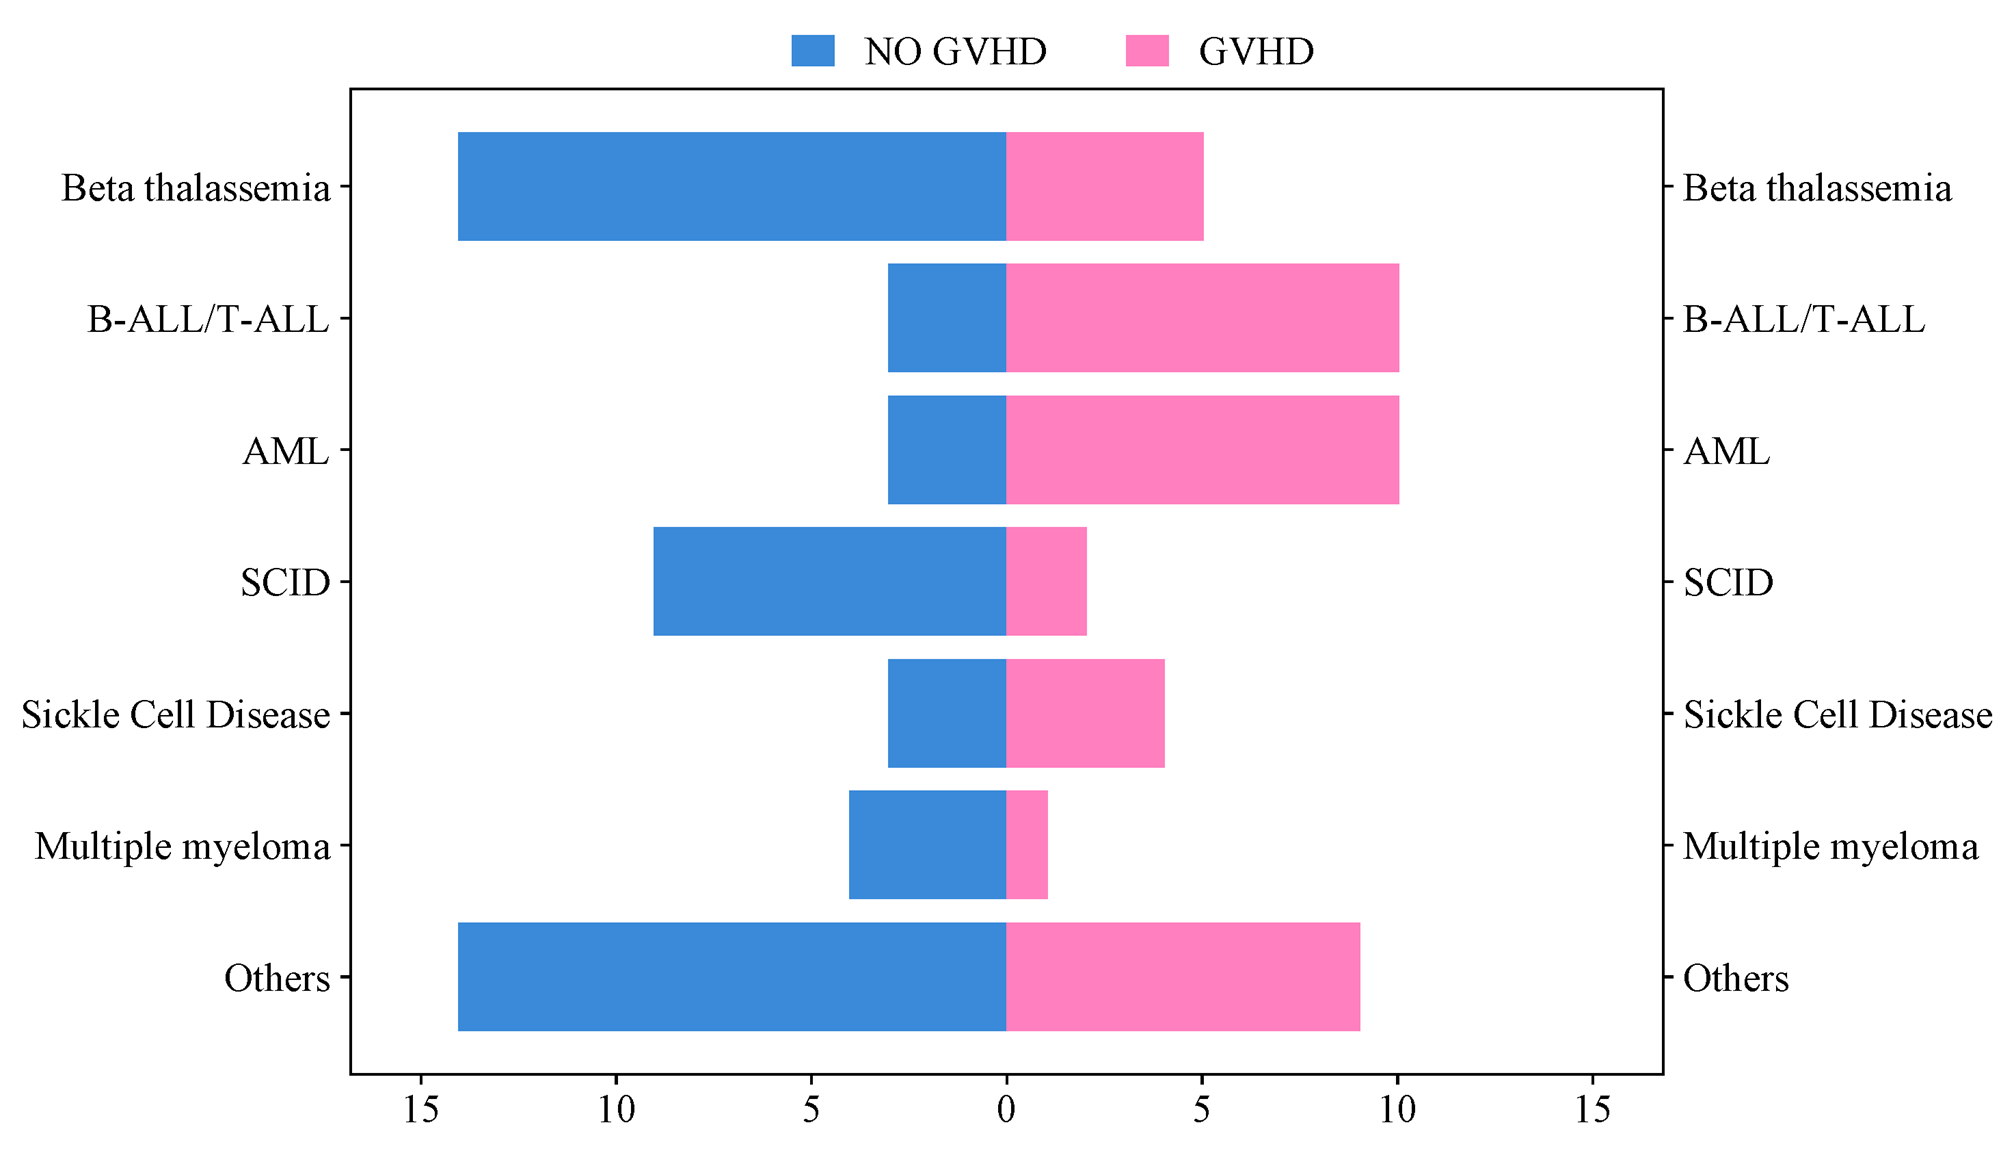 NO GVHD GVHD
Beta thalassemia Beta thalassemia
B-ALL/T-ALL B-ALL/T-ALL
AML AML
SCID SCID
Sickle Cell Disease Sickle Cell Disease
Multiple myeloma Multiple myeloma
Others Others
15 10 5 0 5 10 15